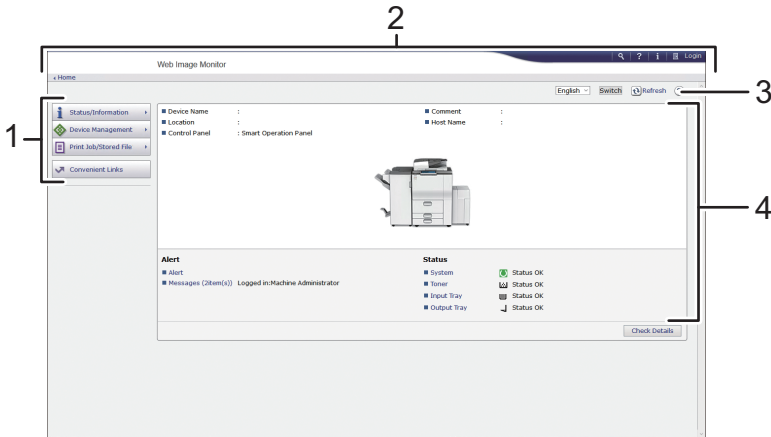 2
? i Login
Web Image Monitor
Home
English Switch Refresh ?
3
1
Status/Information
Device Management
Print Job/Stored File
Convenient Links
Device Name :
Comment :
Location :
Host Name :
Control Panel : Smart Operation Panel
4
Alert
Status
Alert
System Status OK
Messages (2item(s)) Logged in:Machine Administrator
Toner Status OK
Input Tray Status OK
Output Tray Status OK
Check Details